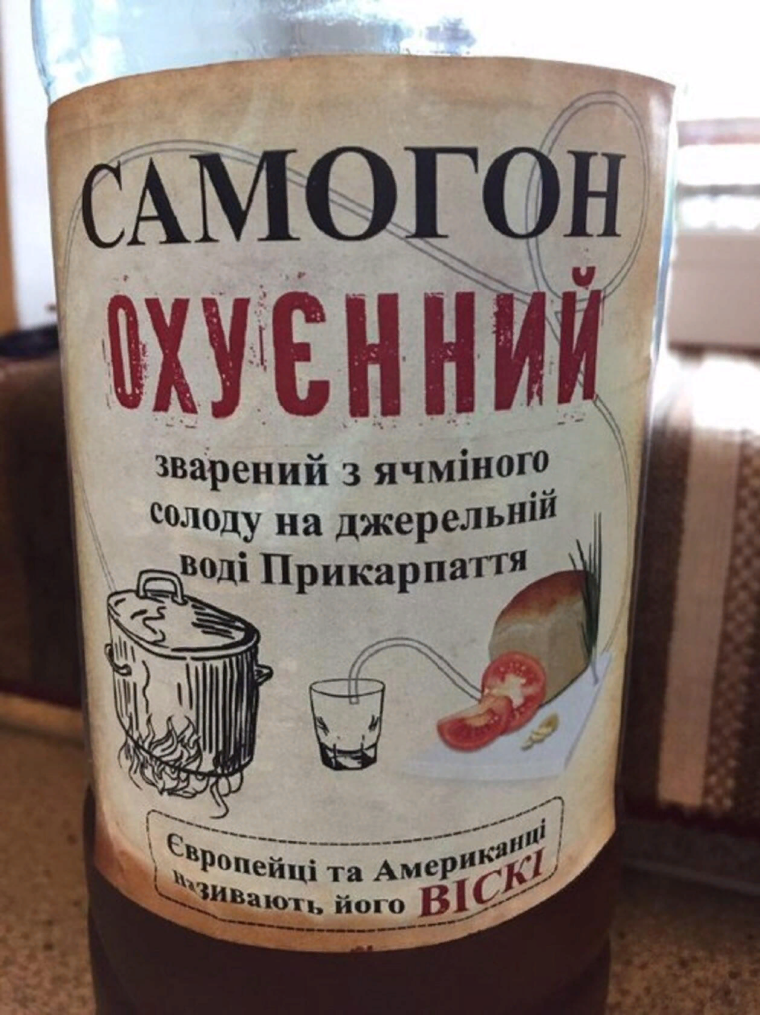 САМОГОН
ОХУЄННИЙ
зварений з ячміного
солоду на джерельній
воді Прикарпаття
Європейці та Американці
називають його ВІСКІ